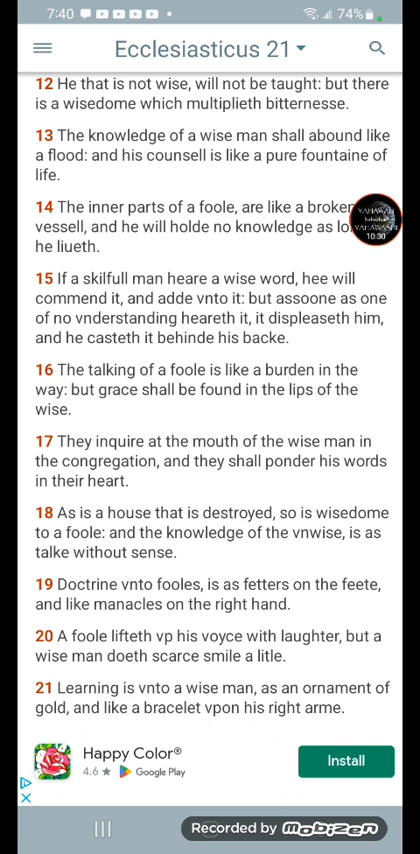 7:40
74%
Ecclesiasticus 21
12 He that is not wise, will not be taught: but there
is a wisedome which multiplieth bitternesse.
13 The knowledge of a wise man shall abound like
a flood: and his counsell is like a pure fountaine of
life.
14 The inner parts of a foole, are like a broken
vessell, and he will holde no knowledge as
he liueth.
YAHAWAH
YAHAWASHI
10:30
15 If a skilfull man heare a wise word, hee will
commend it, and adde vnto it: but assoone as one
of no vnderstanding heareth it, it displeaseth him,
and he casteth it behinde his backe.
16 The talking of a foole is like a burden in the
way: but grace shall be found in the lips of the
wise.
17 They inquire at the mouth of the wise man in
the congregation, and they shall ponder his words
in their heart.
18 As is a house that is destroyed, so is wisedome
to a foole: and the knowledge of the vnwise, is as
talke without sense.
19 Doctrine vnto fooles, is as fetters on the feete,
and like manacles on the right hand.
20 A foole lifteth vp his voyce with laughter, but a
wise man doeth scarce smile a litle.
21 Learning is vnto a wise man, as an ornament of
gold, and like a bracelet vpon his right arme.
Happy Color®
4.6 ★ Google Play
Install
Recorded by mobizen